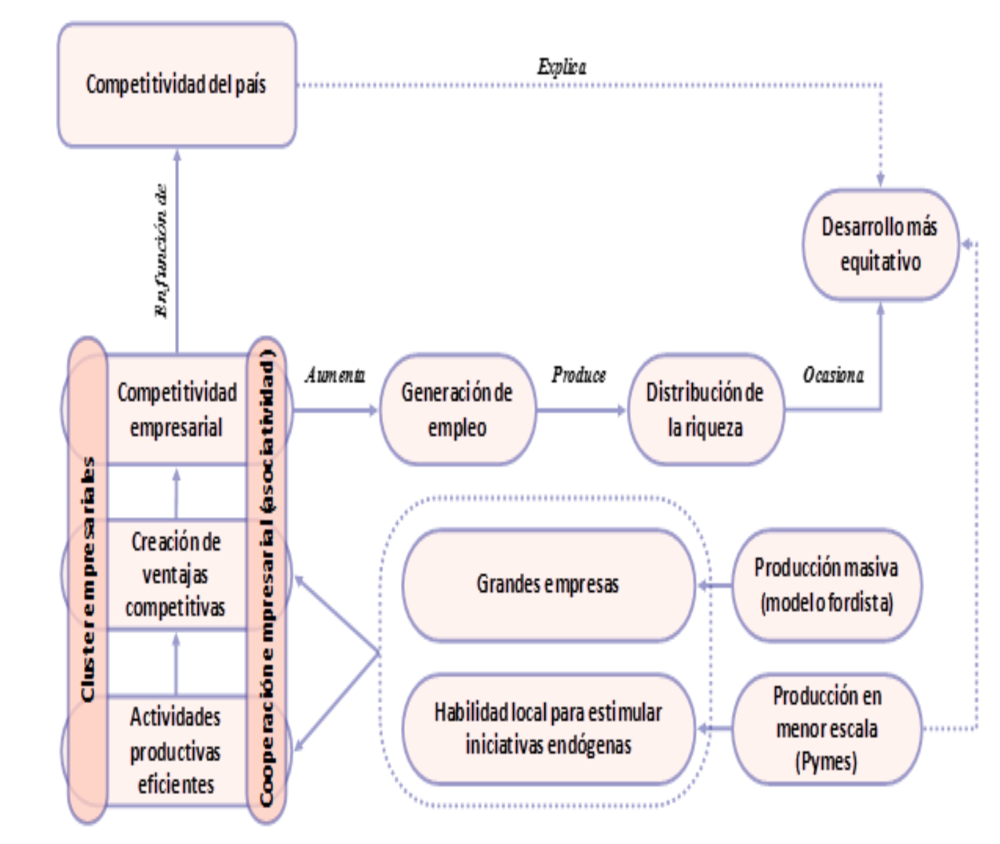 Competitividad del país
Explica
En función de
Desarrollo más
equitativo
Cluster empresariales
Cooperación empresarial (asociatividad)
Competitividad
empresarial
Aumenta
Generación de
empleo
Produce
Distribución de
la riqueza
Ocasiona
Creación de
ventajas
competitivas
Grandes empresas
Producción masiva
(modelo fordista)
Actividades
productivas
eficientes
Habilidad local para estimular
iniciativas endógenas
Producción en
menor escala
(Pymes)